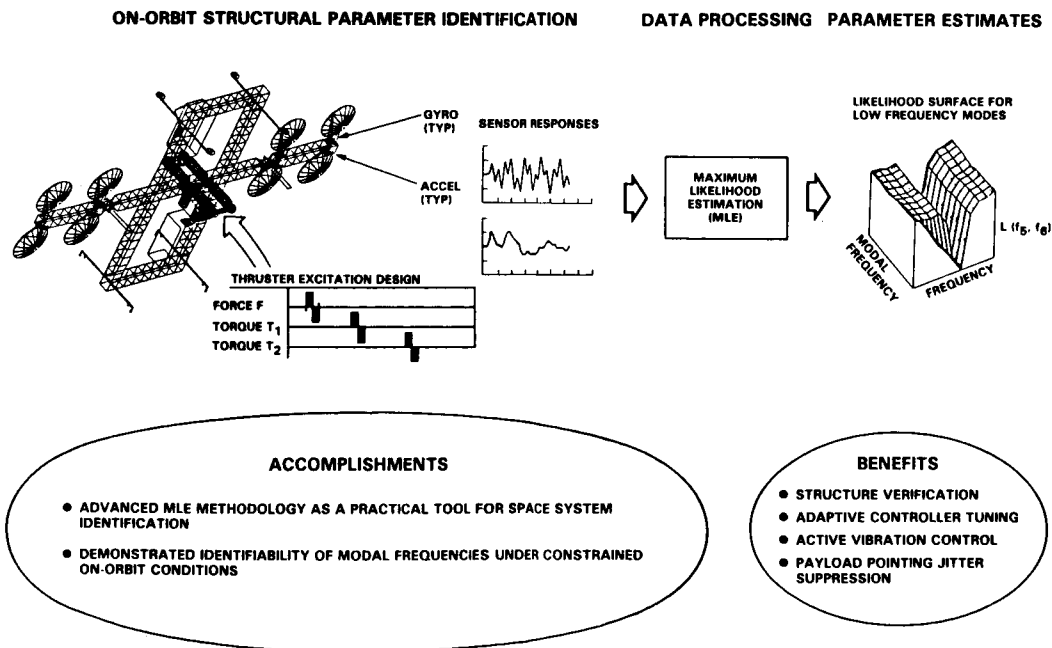 ON-ORBIT STRUCTURAL PARAMETER IDENTIFICATION
DATA PROCESSING
PARAMETER ESTIMATES
GYRO
(TYP)
ACCEL
(TYP)
SENSOR RESPONSES
MAXIMUM
LIKELIHOOD
ESTIMATION
(MLE)
LIKELIHOOD SURFACE FOR
LOW FREQUENCY MODES
L (f5, f6)
MODAL
FREQUENCY
FREQUENCY
THRUSTER EXCITATION DESIGN
FORCE F
TORQUE T1
TORQUE T2
ACCOMPLISHMENTS
● ADVANCED MLE METHODOLOGY AS A PRACTICAL TOOL FOR SPACE SYSTEM
IDENTIFICATION
● DEMONSTRATED IDENTIFIABILITY OF MODAL FREQUENCIES UNDER CONSTRAINED
ON-ORBIT CONDITIONS
BENEFITS
● STRUCTURE VERIFICATION
● ADAPTIVE CONTROLLER TUNING
● ACTIVE VIBRATION CONTROL
● PAYLOAD POINTING JITTER
SUPPRESSION